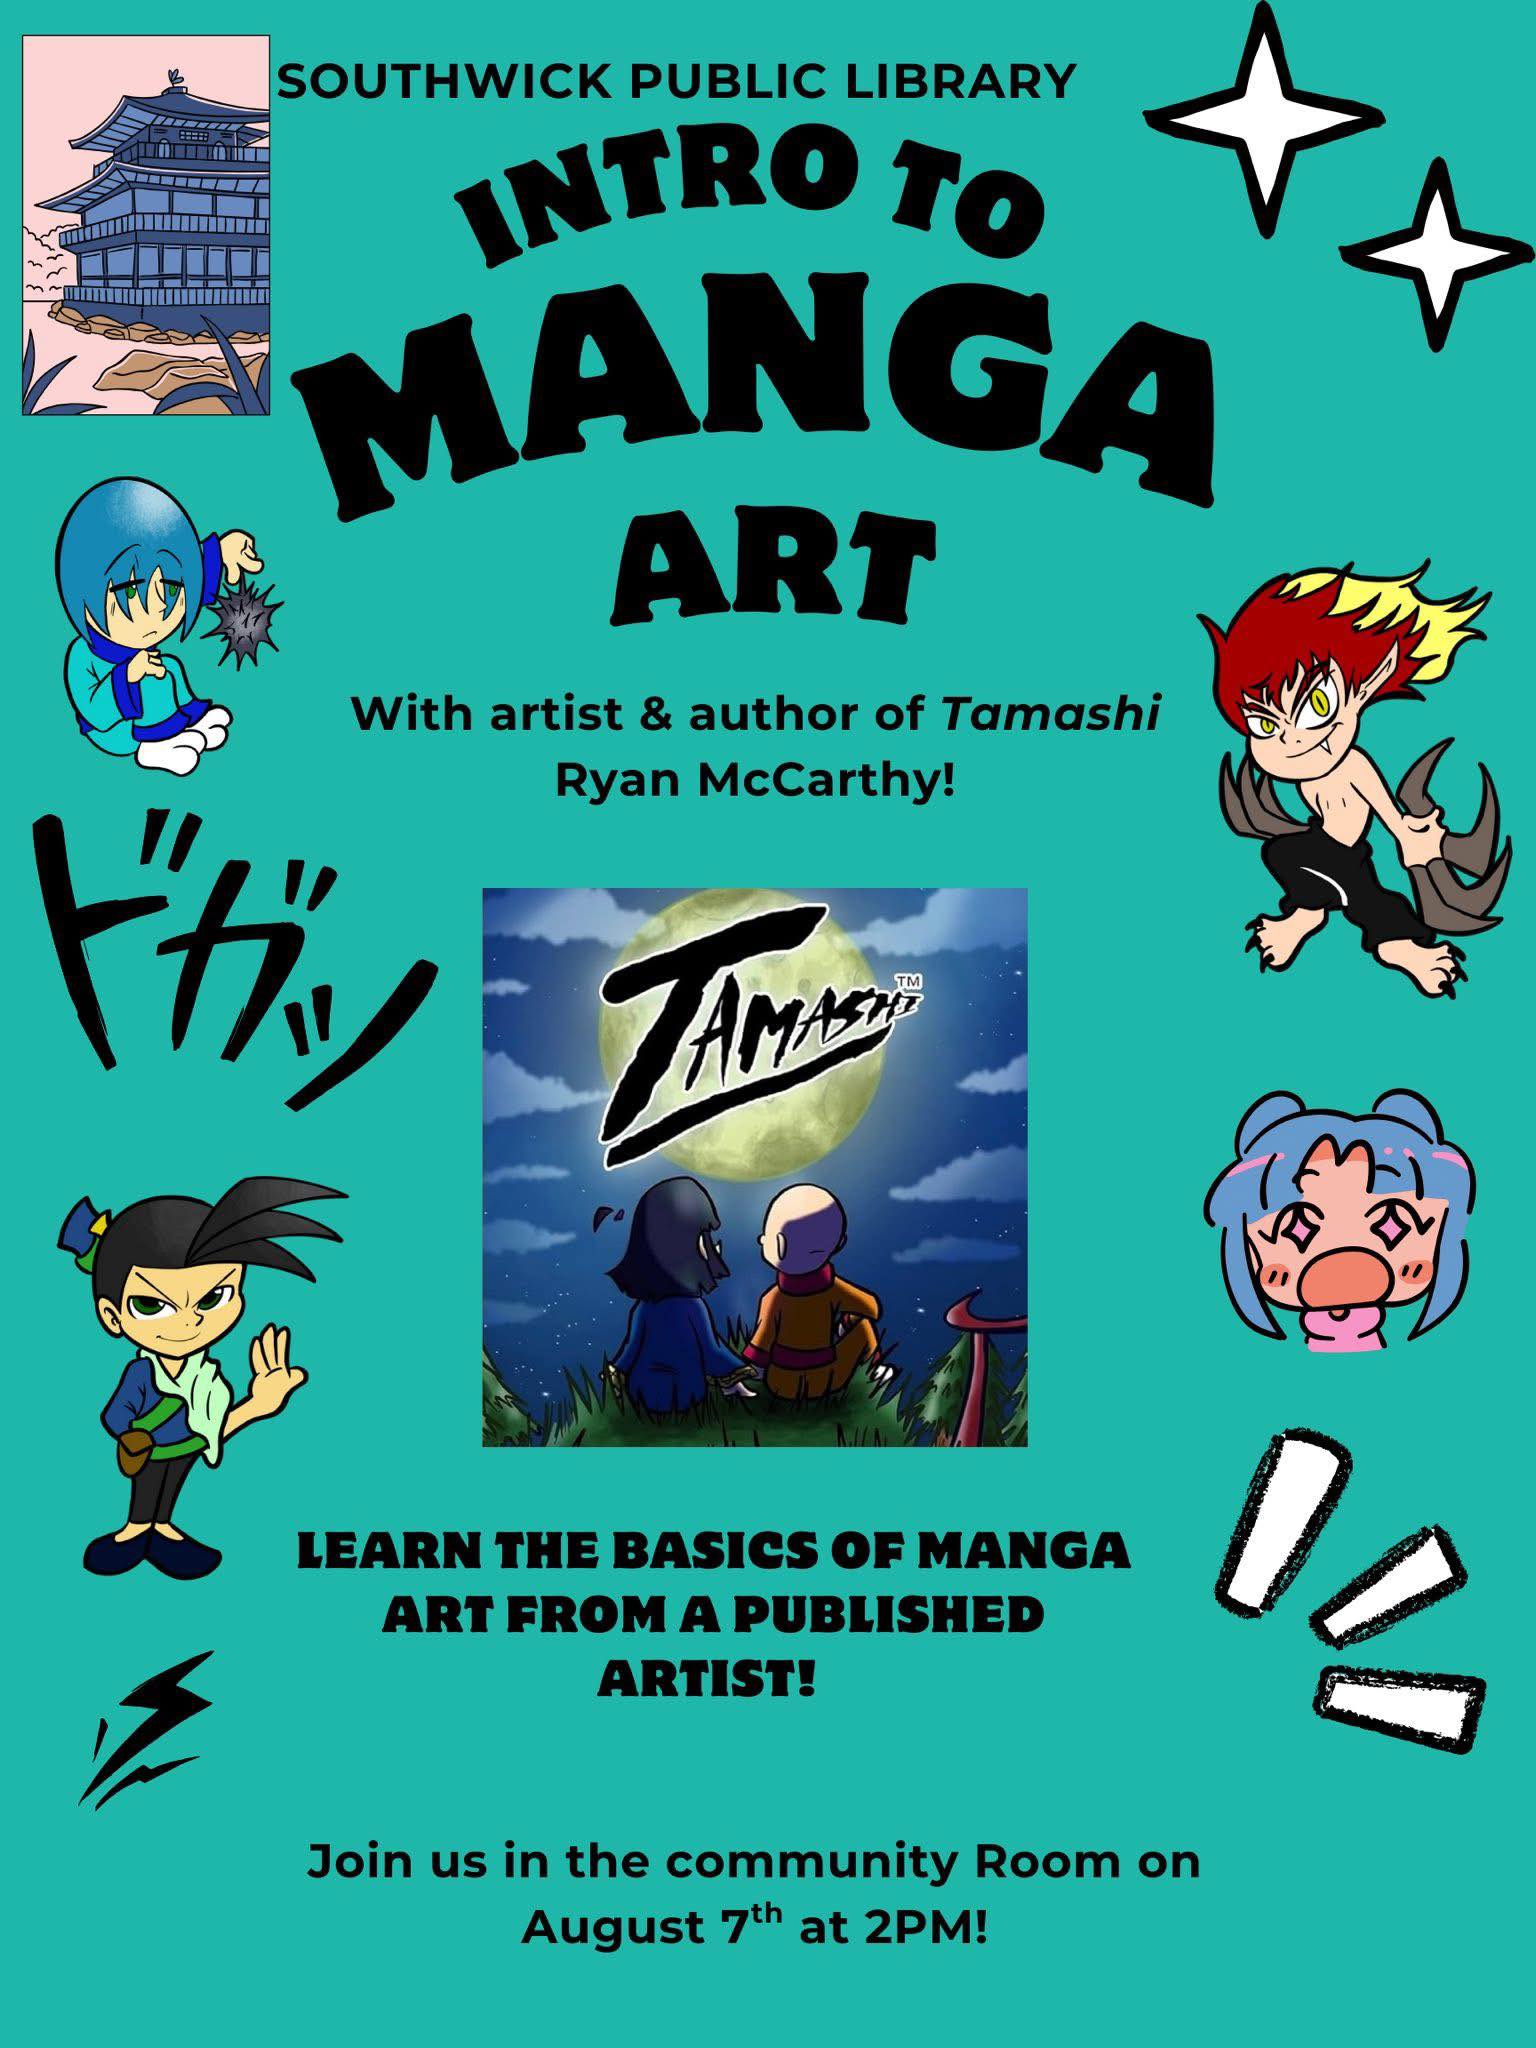 SOUTHWICK PUBLIC LIBRARY
INTRO TO
MANGA
ART
With artist & author of Tamashi
Ryan McCarthy!
ドガッ
TAMASHI™
LEARN THE BASICS OF MANGA
ART FROM A PUBLISHED
ARTIST!
Join us in the community Room on
August 7th at 2PM!